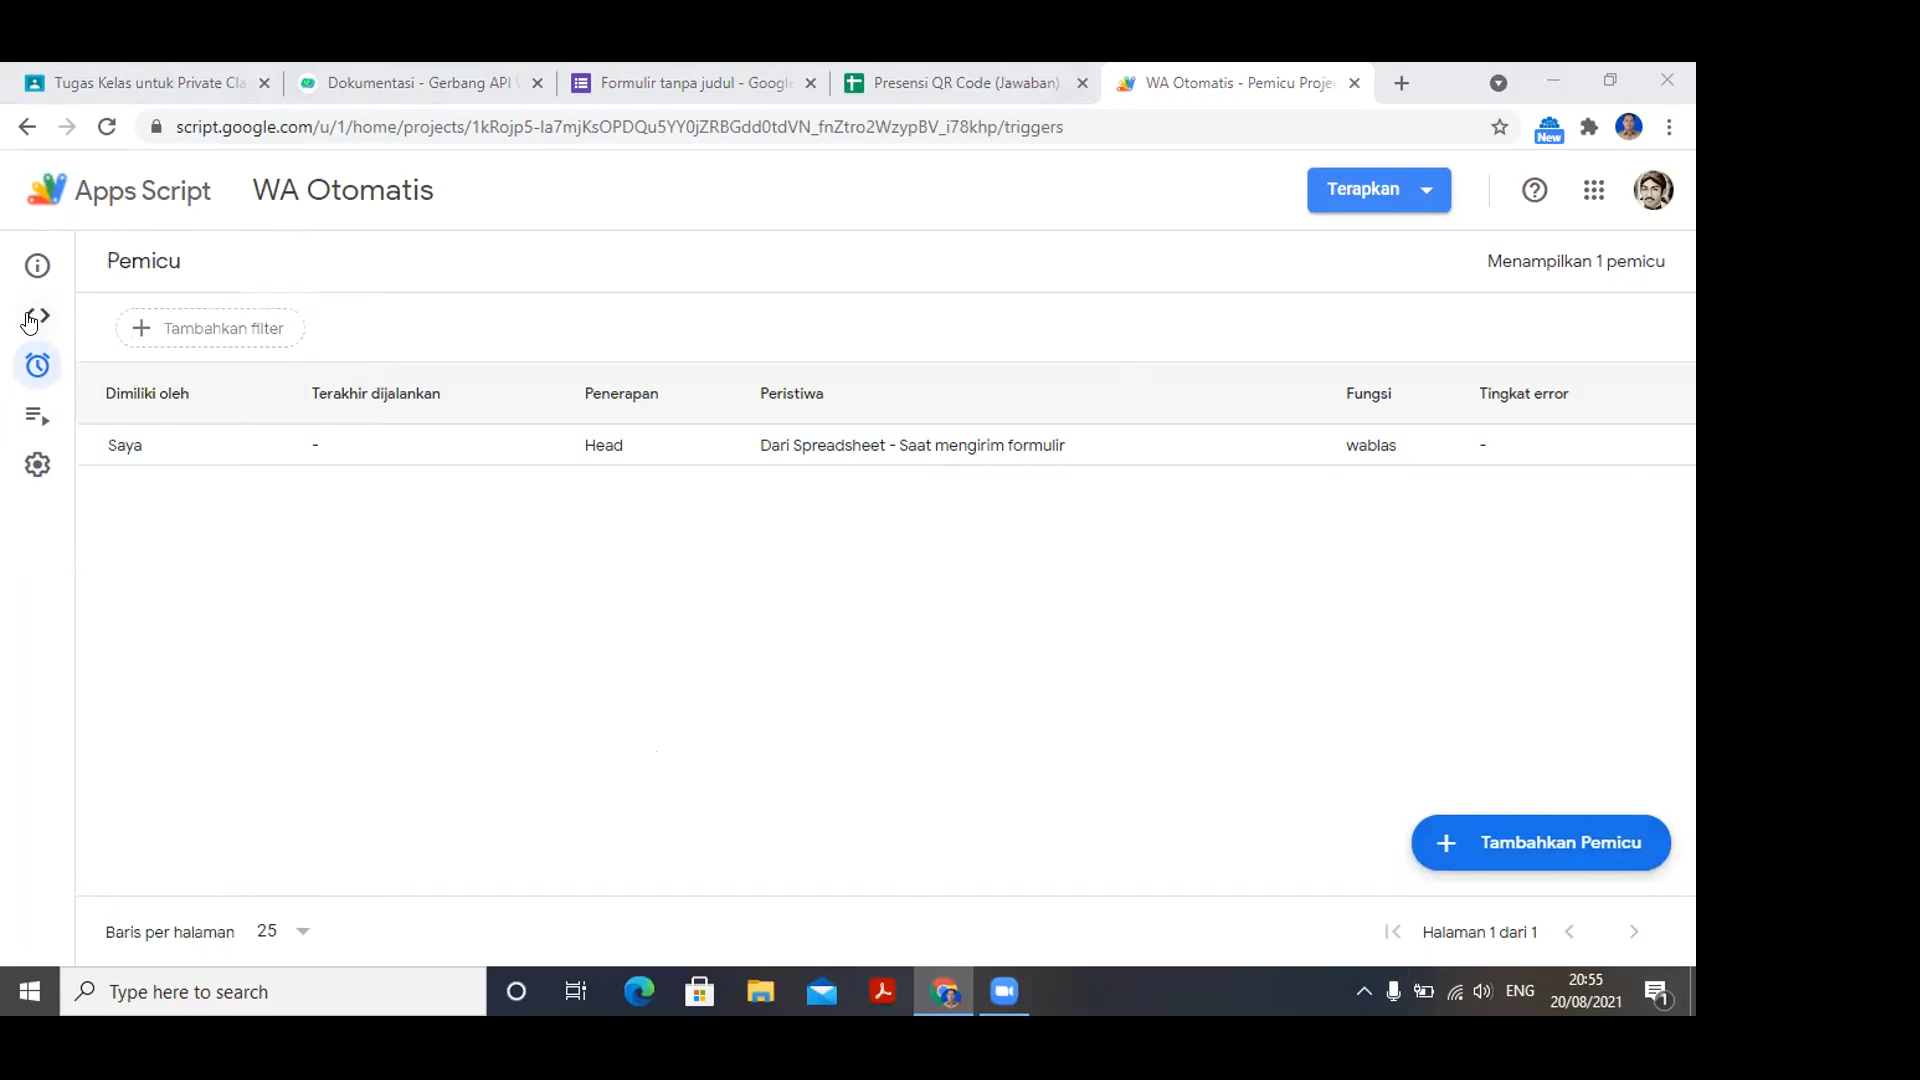 Tugas Kelas untuk Private Cla
Dokumentasi - Gerbang API
Formulir tanpa judul - Google
Presensi QR Code (Jawaban)
WA Otomatis - Pemicu Proje
script.google.com/u/1/home/projects/1kRojp5-la7mjKsOPDQu5YY0jZRBGdd0tdVN_fnZtro2WzypBV_i78khp/triggers
New
Apps Script
WA Otomatis
Terapkan
Pemicu
Menampilkan 1 pemicu
Tambahkan filter
Dimiliki oleh Terakhir dijalankan Penerapan Peristiwa Fungsi Tingkat error
Saya - Head Dari Spreadsheet - Saat mengirim formulir wablas -
Tambahkan Pemicu
Baris per halaman 25
Halaman 1 dari 1
Type here to search
ENG
20:55
20/08/2021
1